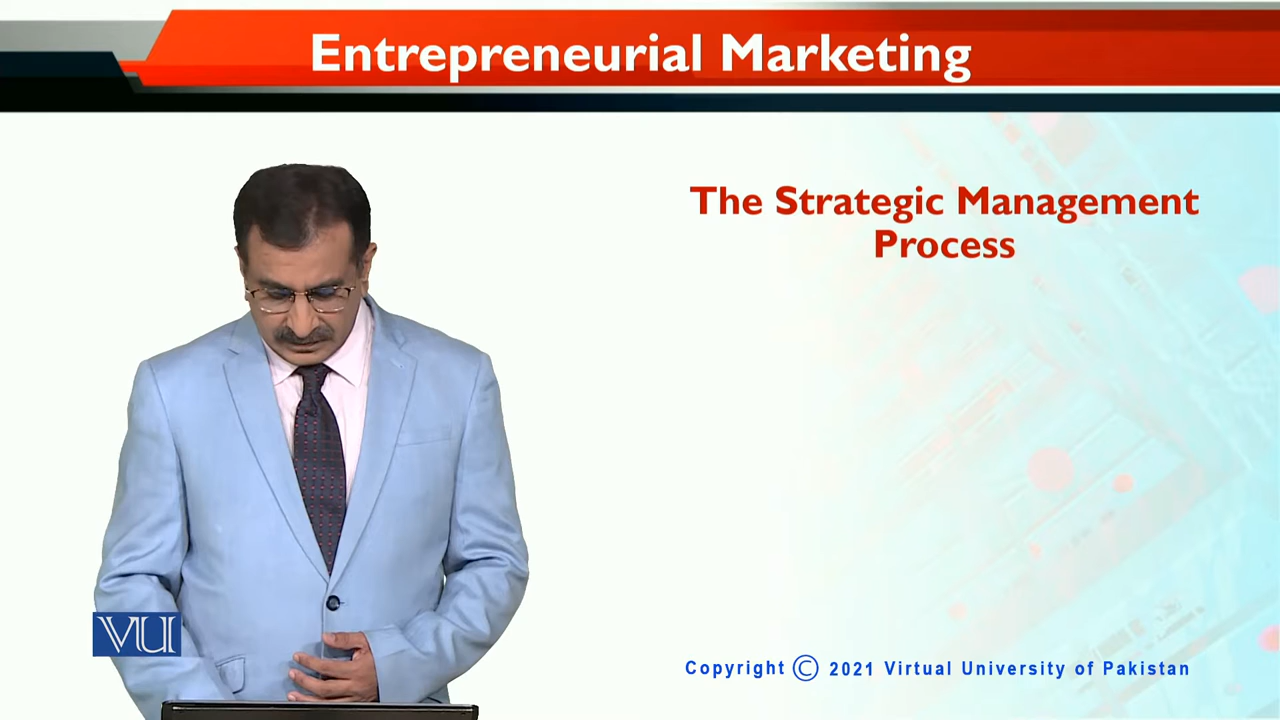 Entrepreneurial Marketing
The Strategic Management
Process
VU
Copyright © 2021 Virtual University of Pakistan